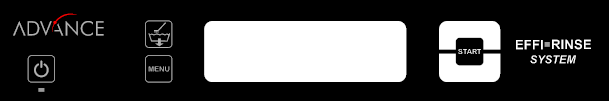 ADVANCE
MENU
START
EFFI=RINSE
SYSTEM